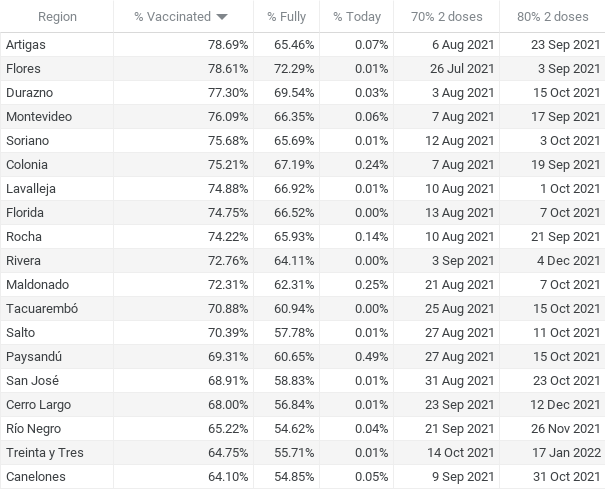 Region % Vaccinated % Fully % Today 70% 2 doses 80% 2 doses
Artigas 78.69% 65.46% 0.07% 6 Aug 2021 23 Sep 2021
Flores 78.61% 72.29% 0.01% 26 Jul 2021 3 Sep 2021
Durazno 77.30% 69.54% 0.03% 3 Aug 2021 15 Oct 2021
Montevideo 76.09% 66.35% 0.06% 7 Aug 2021 17 Sep 2021
Soriano 75.68% 65.69% 0.01% 12 Aug 2021 3 Oct 2021
Colonia 75.21% 67.19% 0.24% 7 Aug 2021 19 Sep 2021
Lavalleja 74.88% 66.92% 0.01% 10 Aug 2021 1 Oct 2021
Florida 74.75% 66.52% 0.00% 13 Aug 2021 7 Oct 2021
Rocha 74.22% 65.93% 0.14% 10 Aug 2021 21 Sep 2021
Rivera 72.76% 64.11% 0.00% 3 Sep 2021 4 Dec 2021
Maldonado 72.31% 62.31% 0.25% 21 Aug 2021 7 Oct 2021
Tacuarembó 70.88% 60.94% 0.00% 25 Aug 2021 15 Oct 2021
Salto 70.39% 57.78% 0.01% 27 Aug 2021 11 Oct 2021
Paysandú 69.31% 60.65% 0.49% 27 Aug 2021 15 Oct 2021
San José 68.91% 58.83% 0.01% 31 Aug 2021 23 Oct 2021
Cerro Largo 68.00% 56.84% 0.01% 23 Sep 2021 12 Dec 2021
Río Negro 65.22% 54.62% 0.04% 21 Sep 2021 26 Nov 2021
Treinta y Tres 64.75% 55.71% 0.01% 14 Oct 2021 17 Jan 2022
Canelones 64.10% 54.85% 0.05% 9 Sep 2021 31 Oct 2021